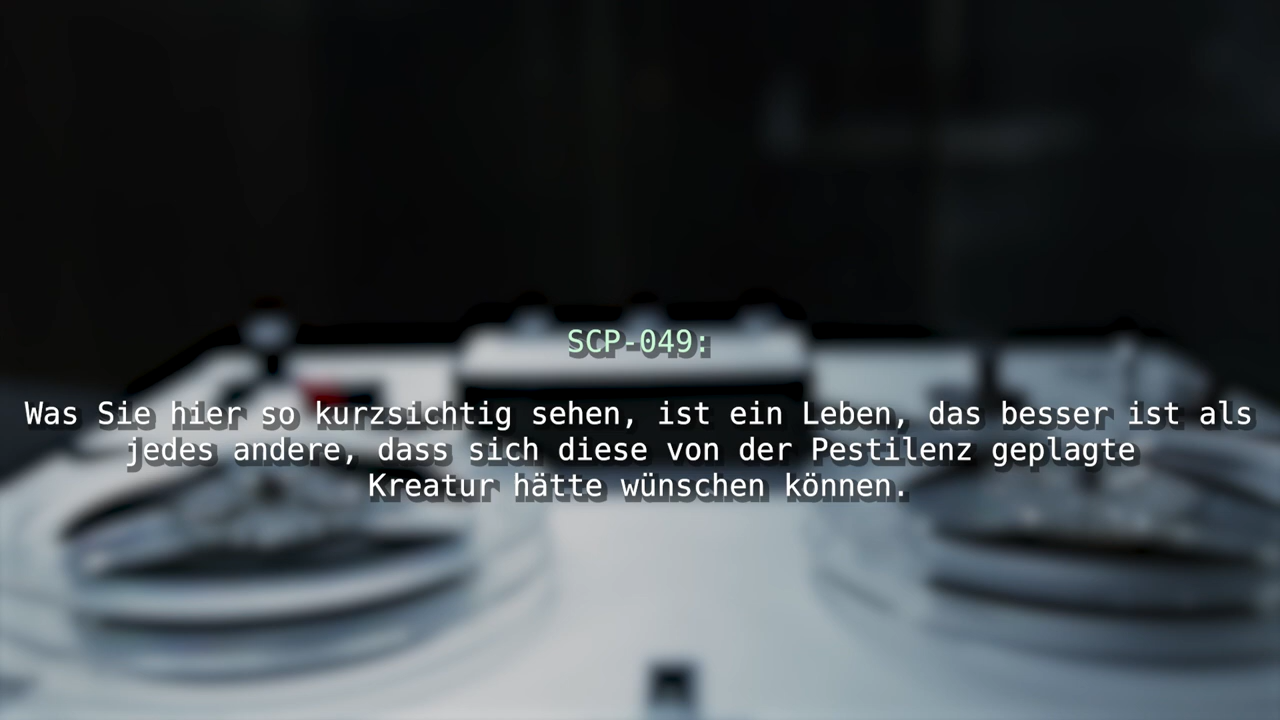 SCP-049:
Was Sie hier so kurzsichtig sehen, ist ein Leben, das besser ist als
jedes andere, dass sich diese von der Pestilenz geplagte
Kreatur hätte wünschen können.